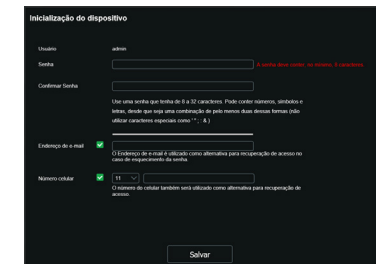 Inicialização do dispositivo
Usuário admin
Senha A senha deve conter, no mínimo, 8 caracteres.
Confirmar Senha
Use uma senha que tenha de 8 a 32 caracteres. Pode conter números, símbolos e
letras, desde que seja uma combinação de pelo menos duas dessas formas (não
utilizar caracteres especiais como ' " ; : & )
Endereço de e-mail
O Endereço de e-mail é utilizado como alternativa para recuperação de acesso no
caso de esquecimento da senha
Número celular 11
O número do celular também será utilizado como alternativa para recuperação de
acesso.
Salvar